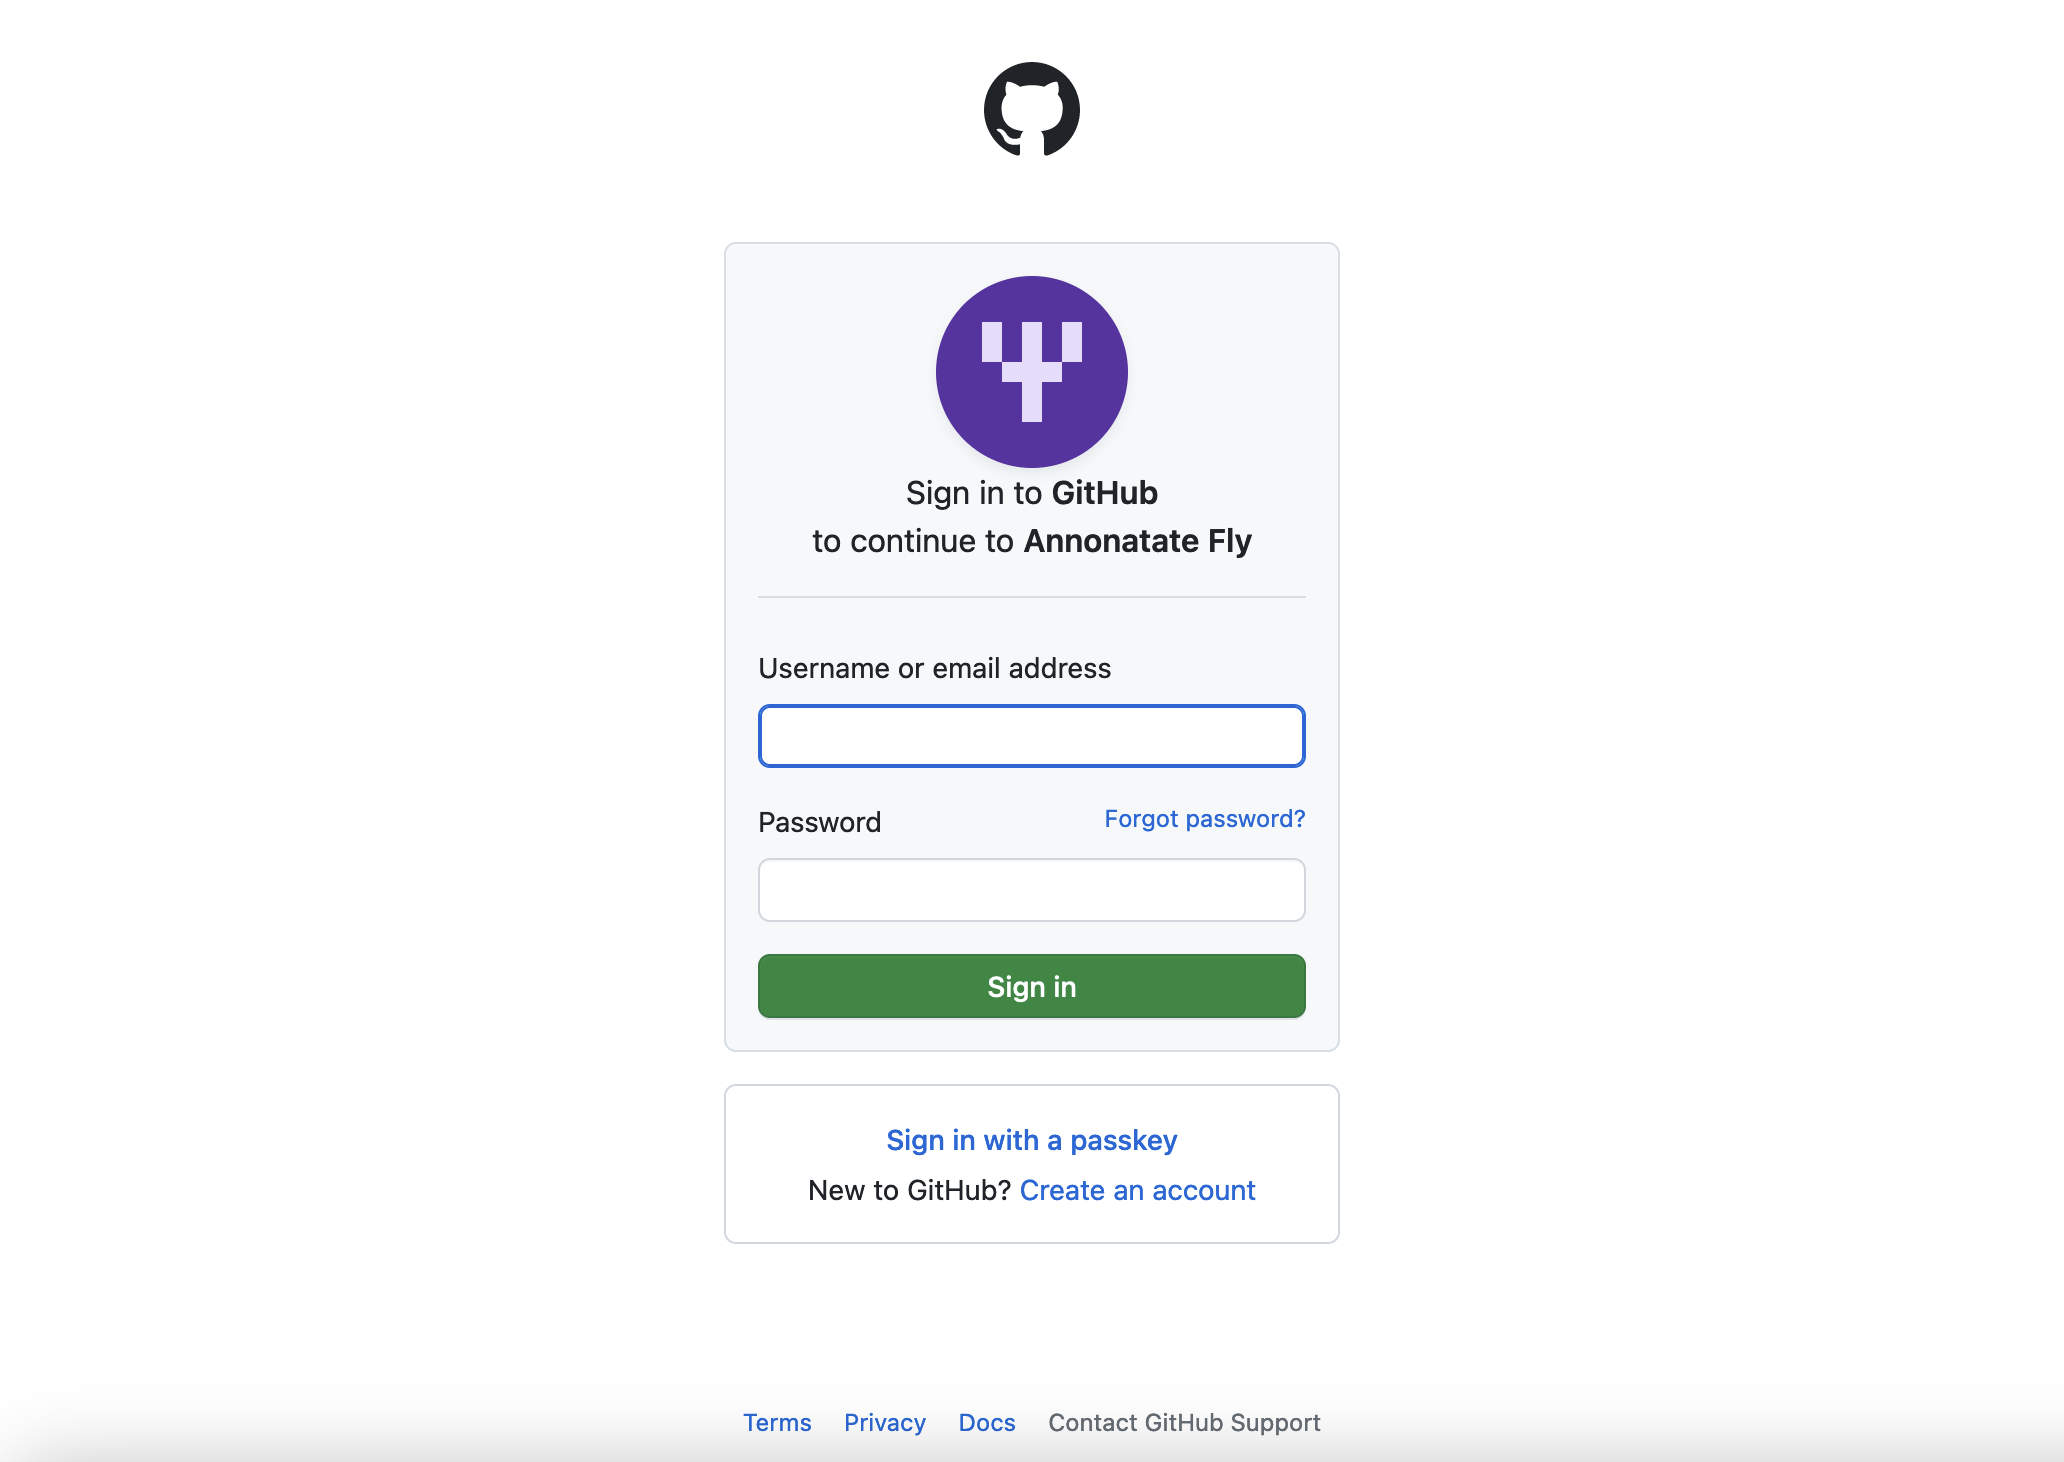 Sign in to GitHub
to continue to Annonatate Fly
Username or email address
Password
Forgot password?
Sign in
Sign in with a passkey
New to GitHub? Create an account
Terms Privacy Docs Contact GitHub Support